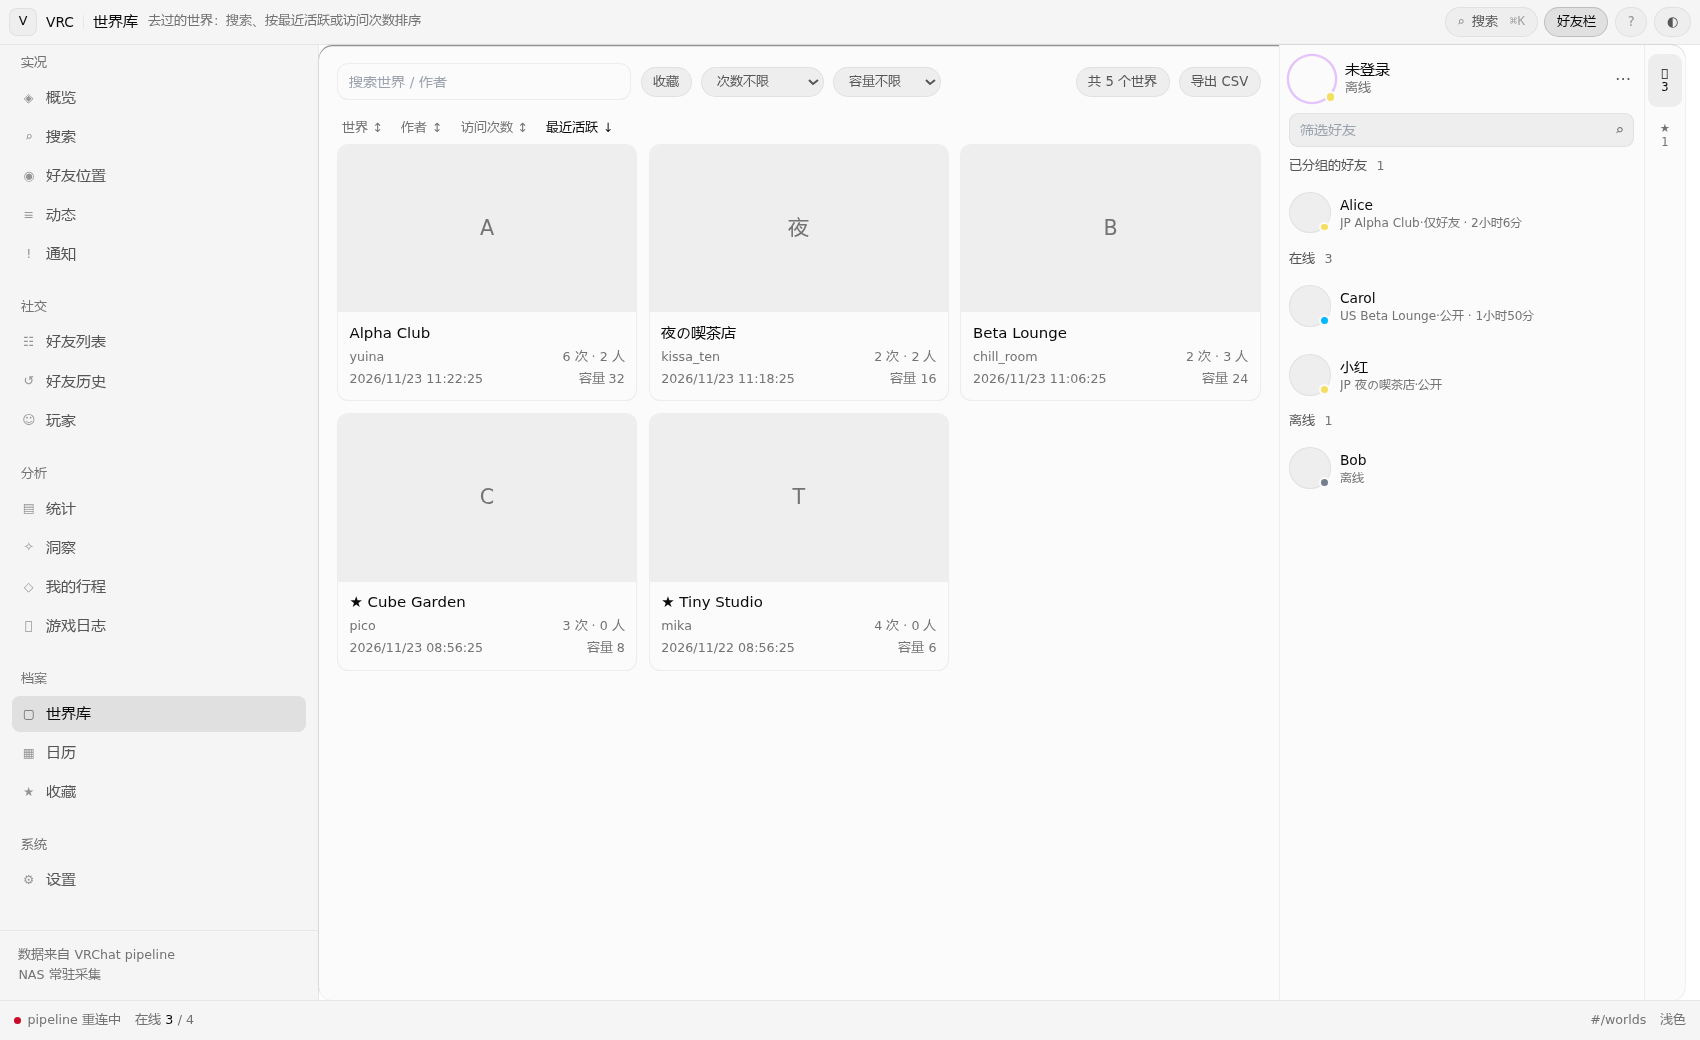 V VRC 世界库 去过的世界：搜索、按最近活跃或访问次数排序
搜索 ⌘K 好友栏 ?
实况
概览
搜索
好友位置
动态
通知
社交
好友列表
好友历史
玩家
分析
统计
洞察
我的行程
游戏日志
档案
世界库
日历
收藏
系统
设置
数据来自 VRChat pipeline
NAS 常驻采集
搜索世界 / 作者 收藏 次数不限 容量不限 共 5 个世界 导出 CSV
世界 ↕ 作者 ↕ 访问次数 ↕ 最近活跃 ↓
A
Alpha Club
yuina 6 次 · 2 人
2026/11/23 11:22:25 容量 32
夜
夜の喫茶店
kissa_ten 2 次 · 2 人
2026/11/23 11:18:25 容量 16
B
Beta Lounge
chill_room 2 次 · 3 人
2026/11/23 11:06:25 容量 24
C
★ Cube Garden
pico 3 次 · 0 人
2026/11/23 08:56:25 容量 8
T
★ Tiny Studio
mika 4 次 · 0 人
2026/11/22 08:56:25 容量 6
未登录
离线
…
筛选好友
已分组的好友 1
Alice
JP Alpha Club·仅好友 · 2小时6分
在线 3
Carol
US Beta Lounge·公开 · 1小时50分
小红
JP 夜の喫茶店·公开
离线 1
Bob
离线
3
★
1
pipeline 重连中 在线 3 / 4
#/worlds 浅色